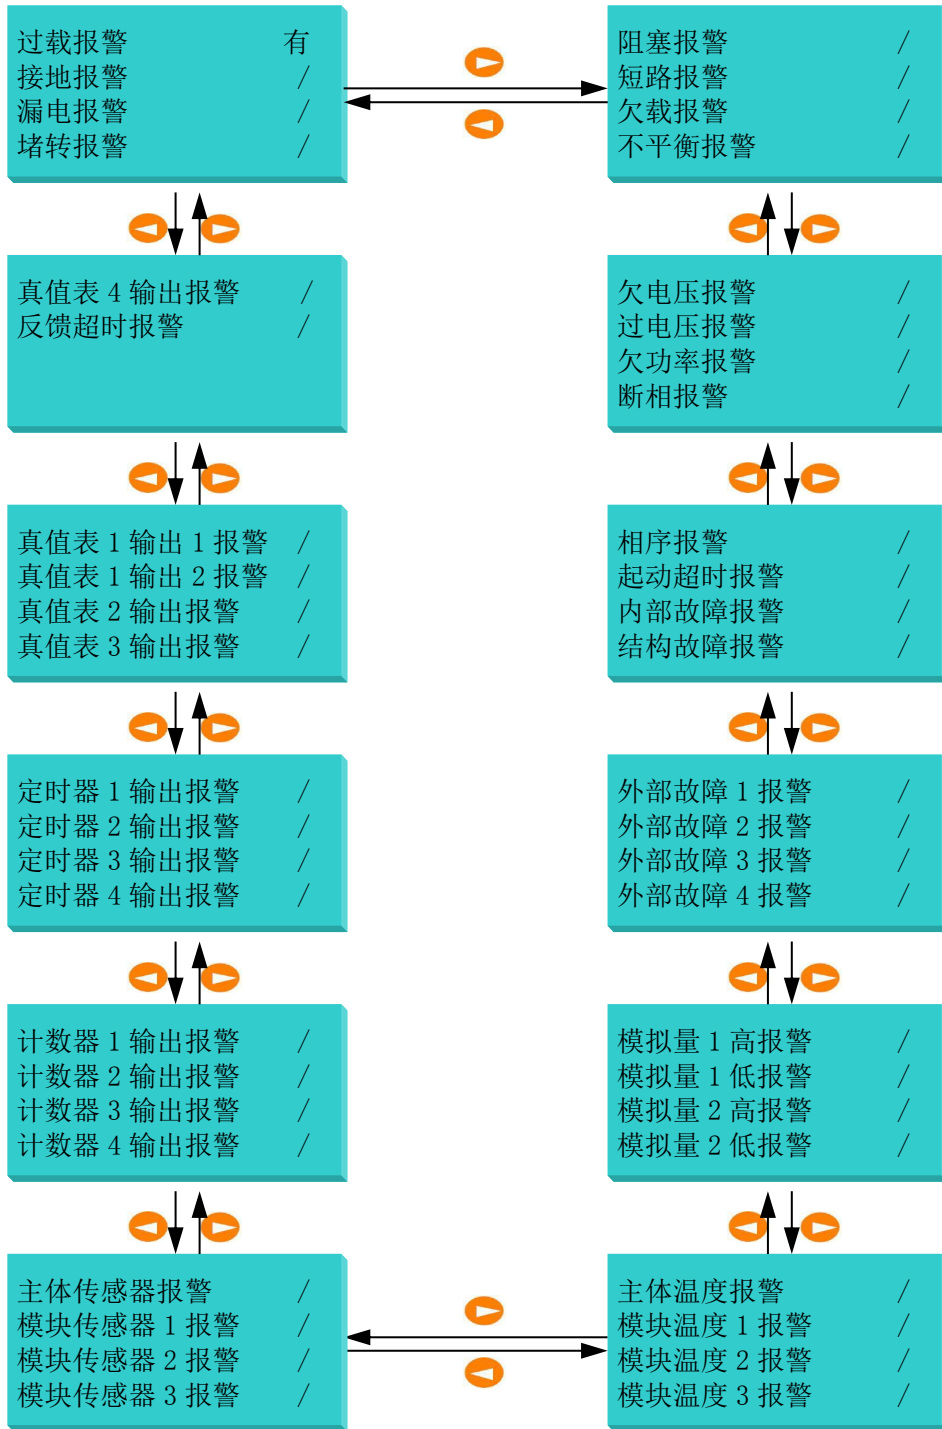 过载报警 有
接地报警 /
漏电报警 /
堵转报警 /
阻塞报警 /
短路报警 /
欠载报警 /
不平衡报警 /
真值表 4 输出报警 /
反馈超时报警 /
欠电压报警 /
过电压报警 /
欠功率报警 /
断相报警 /
真值表 1 输出 1 报警 /
真值表 1 输出 2 报警 /
真值表 2 输出报警 /
真值表 3 输出报警 /
相序报警 /
起动超时报警 /
内部故障报警 /
结构故障报警 /
定时器 1 输出报警 /
定时器 2 输出报警 /
定时器 3 输出报警 /
定时器 4 输出报警 /
外部故障 1 报警 /
外部故障 2 报警 /
外部故障 3 报警 /
外部故障 4 报警 /
计数器 1 输出报警 /
计数器 2 输出报警 /
计数器 3 输出报警 /
计数器 4 输出报警 /
模拟量 1 高报警 /
模拟量 1 低报警 /
模拟量 2 高报警 /
模拟量 2 低报警 /
主体传感器报警 /
模块传感器 1 报警 /
模块传感器 2 报警 /
模块传感器 3 报警 /
主体温度报警 /
模块温度 1 报警 /
模块温度 2 报警 /
模块温度 3 报警 /